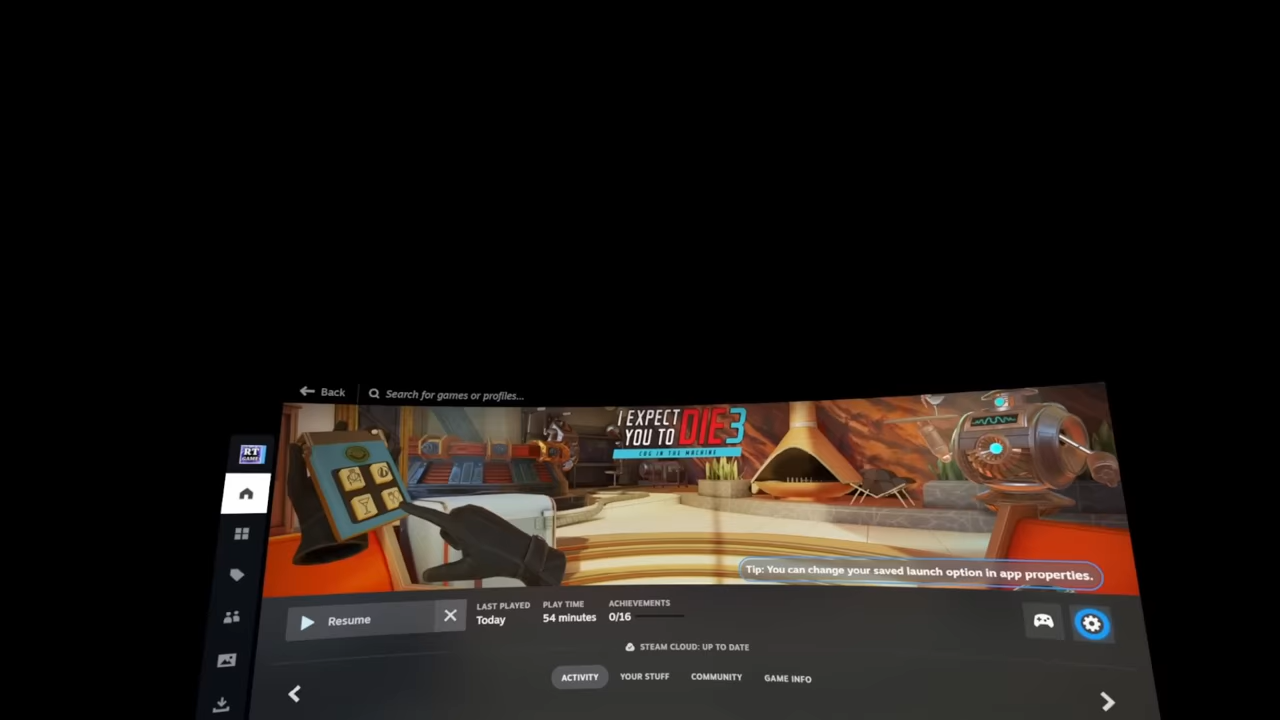 Back
Search for games or profiles...
I EXPECT
YOU TO DIE 3
COG IN THE MACHINE
RT
GAME
Tip: You can change your saved launch option in app properties.
Resume
LAST PLAYED
Today
PLAY TIME
54 minutes
ACHIEVEMENTS
0/16
STEAM CLOUD: UP TO DATE
ACTIVITY
YOUR STUFF
COMMUNITY
GAME INFO